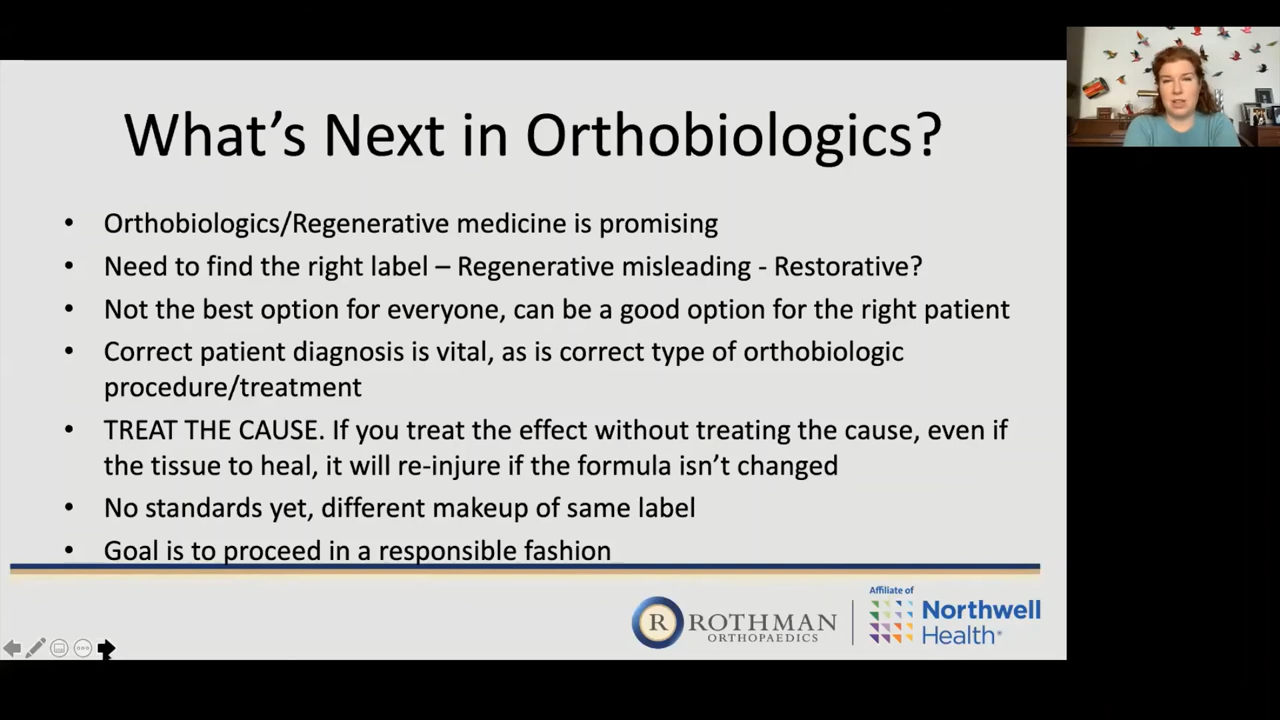 What's Next in Orthobiologics?
• Orthobiologics/Regenerative medicine is promising
• Need to find the right label – Regenerative misleading - Restorative?
• Not the best option for everyone, can be a good option for the right patient
• Correct patient diagnosis is vital, as is correct type of orthobiologic
procedure/treatment
• TREAT THE CAUSE. If you treat the effect without treating the cause, even if
the tissue to heal, it will re-injure if the formula isn't changed
• No standards yet, different makeup of same label
• Goal is to proceed in a responsible fashion
R ROTHMAN
ORTHOPAEDICS
Affiliate of
Northwell
Health